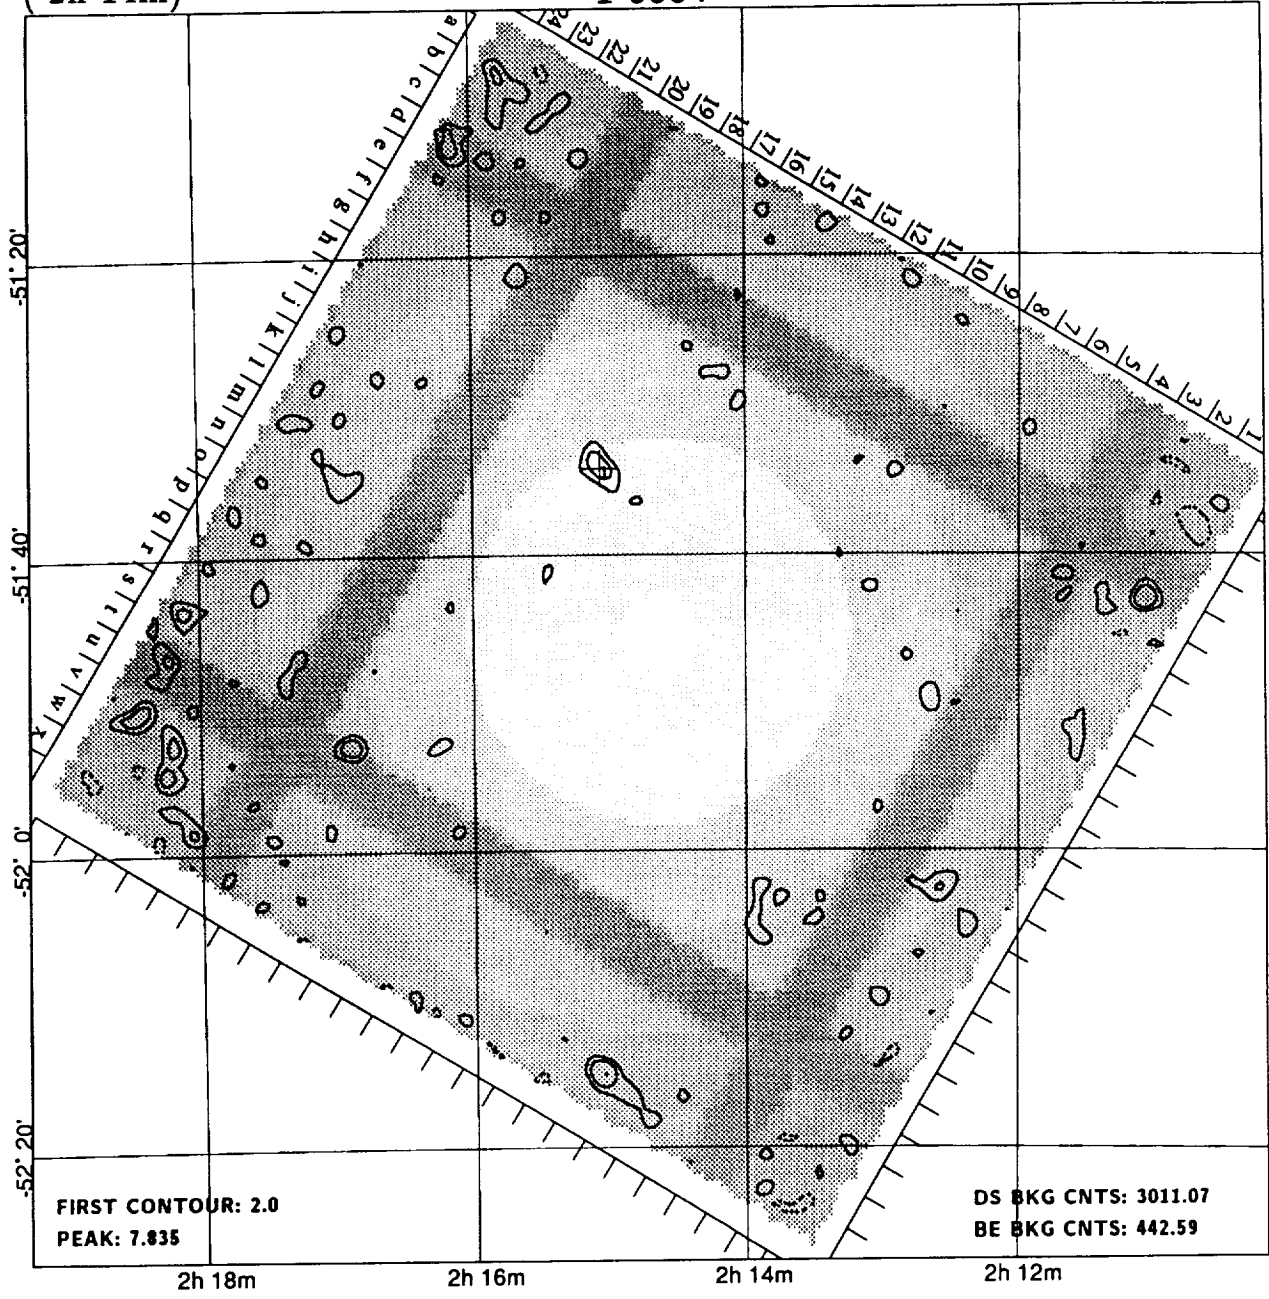 a b c d e f g h i j k l m n o p q r s t u v w x
24 23 22 21 20 19 18 17 16 15 14 13 12 11 10 9 8 7 6 5 4 3 2 1
-51° 20'
-51° 40'
-52° 0'
-52° 20'
FIRST CONTOUR: 2.0
PEAK: 7.835
DS BKG CNTS: 3011.07
BE BKG CNTS: 442.59
2h 18m
2h 16m
2h 14m
2h 12m